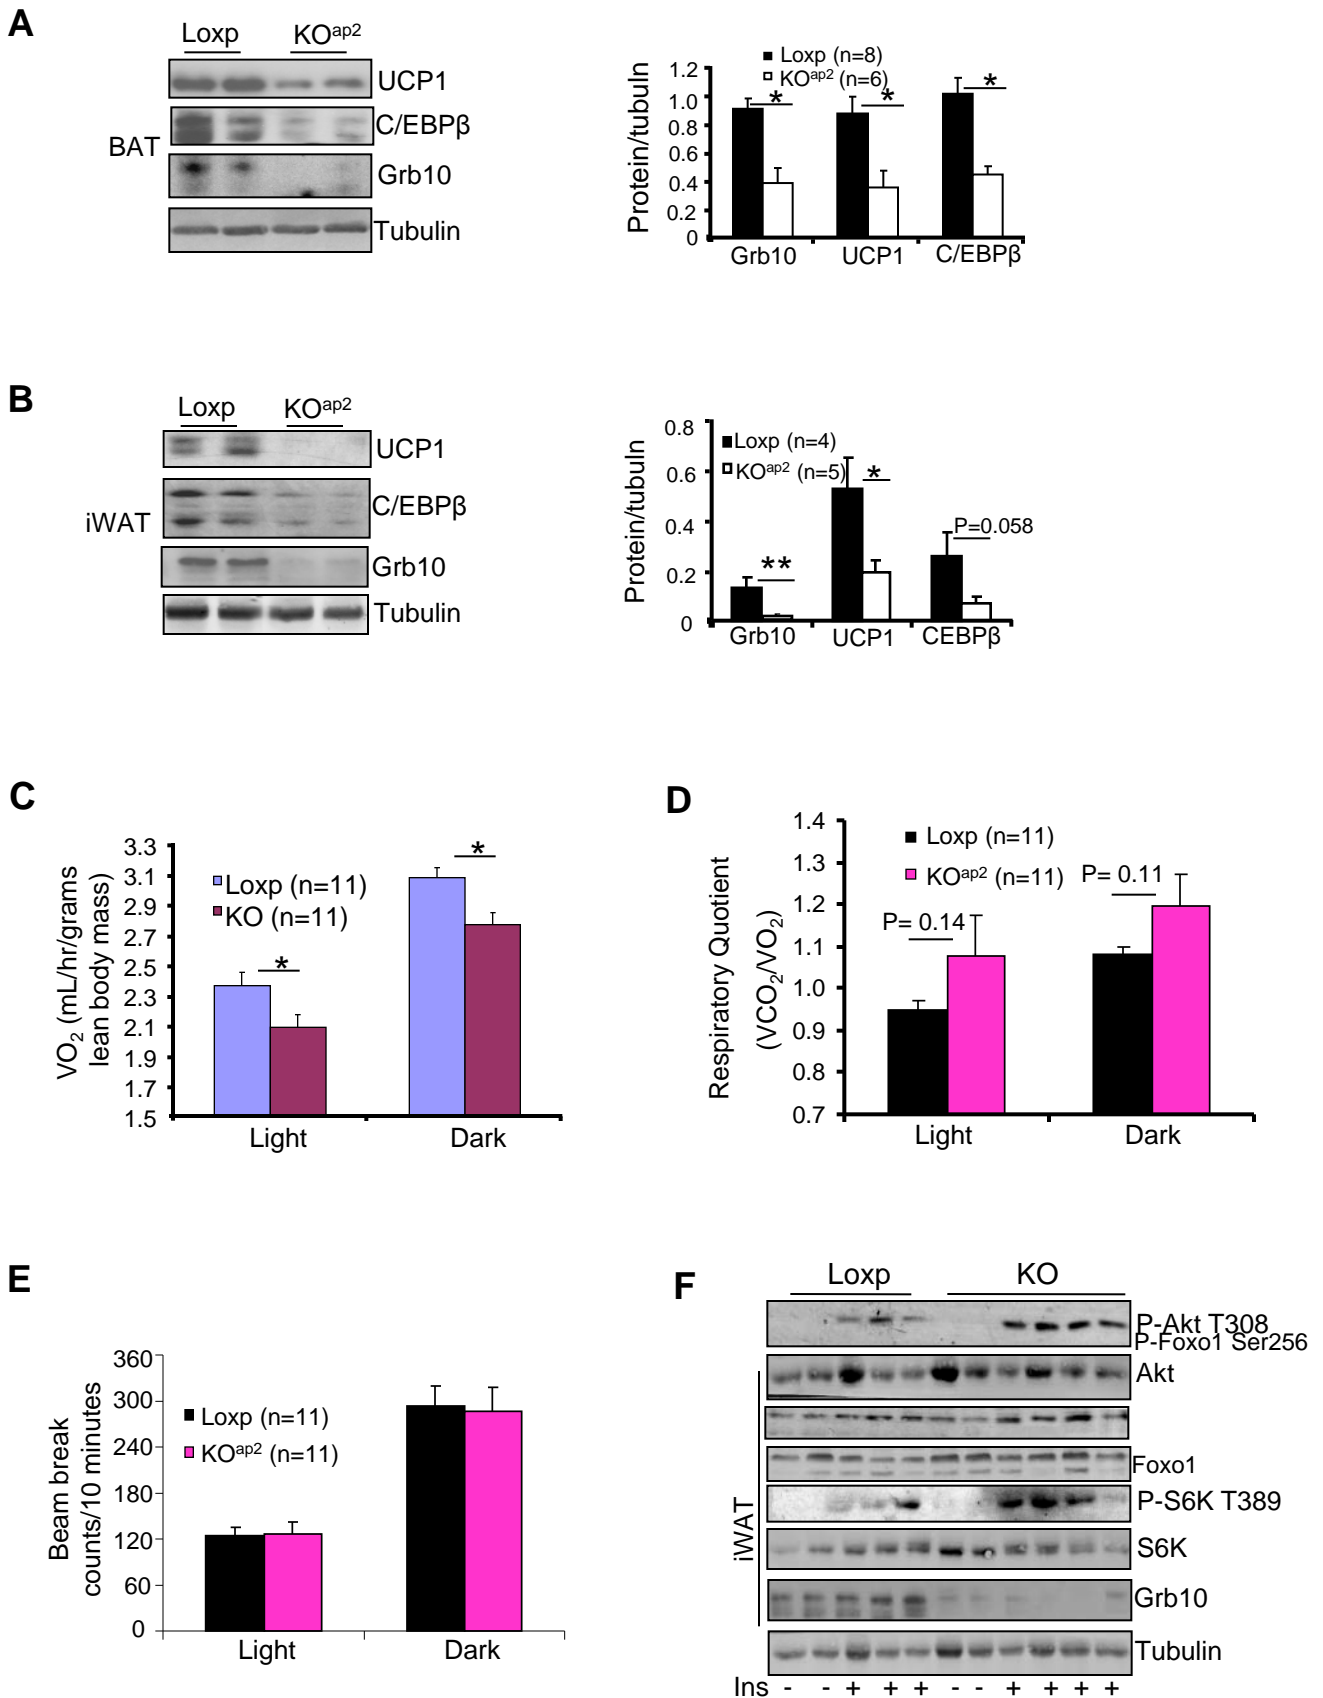 A
Loxp KOap2
UCP1
C/EBPβ
BAT
Grb10
Tubulin
Loxp (n=8)
KOap2 (n=6)
Protein/tubuln
1.2
1.0
0.8
0.6
0.4
0.2
0
* * *
Grb10 UCP1 C/EBPβ
B
Loxp KOap2
UCP1
C/EBPβ
iWAT
Grb10
Tubulin
Protein/tubuln
0.8
0.6
0.4
0.2
0
Loxp (n=4)
KOap2 (n=5)
** * P=0.058
Grb10 UCP1 CEBPβ
C
VO2 (mL/hr/grams
lean body mass)
3.3
3.1
2.9
2.7
2.5
2.3
2.1
1.9
1.7
1.5
Loxp (n=11)
KO (n=11)
* *
Light Dark
D
Respiratory Quotient
(VCO2/VO2)
1.4
1.3
1.2
1.1
1.0
0.9
0.8
0.7
Loxp (n=11)
KOap2 (n=11)
P= 0.14
P= 0.11
Light Dark
E
Beam break
counts/10 minutes
360
300
240
180
120
60
0
Loxp (n=11)
KOap2 (n=11)
Light Dark
F
Loxp KO
P-Akt T308
P-Foxo1 Ser256
Akt
Foxo1
P-S6K T389
iWAT
S6K
Grb10
Tubulin
Ins - - + + + - - + + + +